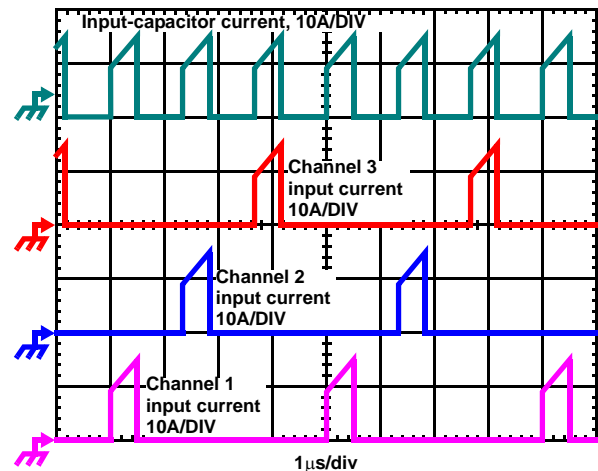 Input-capacitor current, 10A/DIV
Channel 3
input current
10A/DIV
Channel 2
input current
10A/DIV
Channel 1
input current
10A/DIV
1µs/div